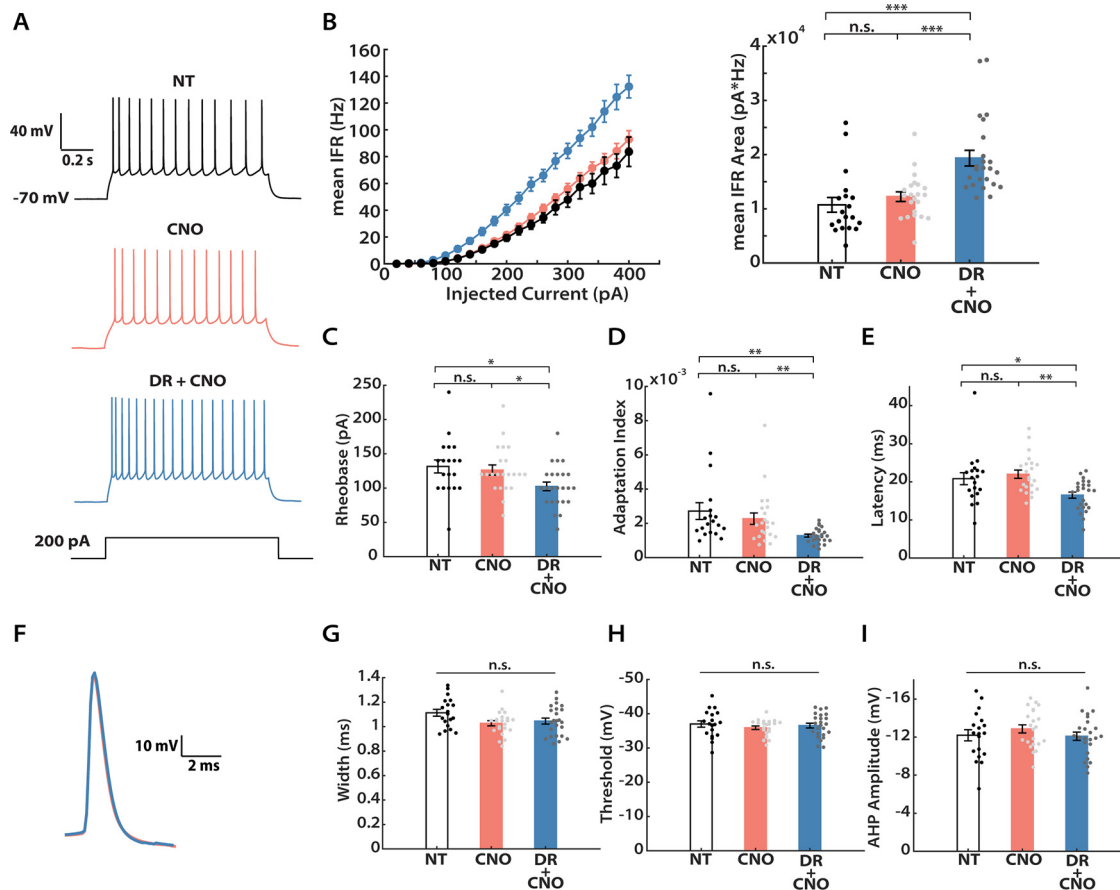 A
NT
40 mV
0.2 s
-70 mV
CNO
DR + CNO
200 pA
B
mean IFR (Hz)
160
140
120
100
80
60
40
20
0
100 200 300 400
Injected Current (pA)
***
n.s. ***
x10^4
mean IFR Area (pA*Hz)
4
3
2
1
0
NT CNO DR
+
CNO
C
*
n.s. *
Rheobase (pA)
250
200
150
100
50
0
NT CNO DR
+
CNO
D
**
n.s. **
x10^-3
Adaptation Index
10
8
6
4
2
0
NT CNO DR
+
CNO
E
*
n.s. **
Latency (ms)
40
30
20
10
0
NT CNO DR
+
CNO
F
10 mV
2 ms
G
n.s.
Width (ms)
1.4
1.2
1
0.8
0.6
0.4
0.2
0
NT CNO DR
+
CNO
H
n.s.
Threshold (mV)
-50
-40
-30
-20
-10
0
NT CNO DR
+
CNO
I
n.s.
AHP Amplitude (mV)
-16
-12
-8
-4
0
NT CNO DR
+
CNO